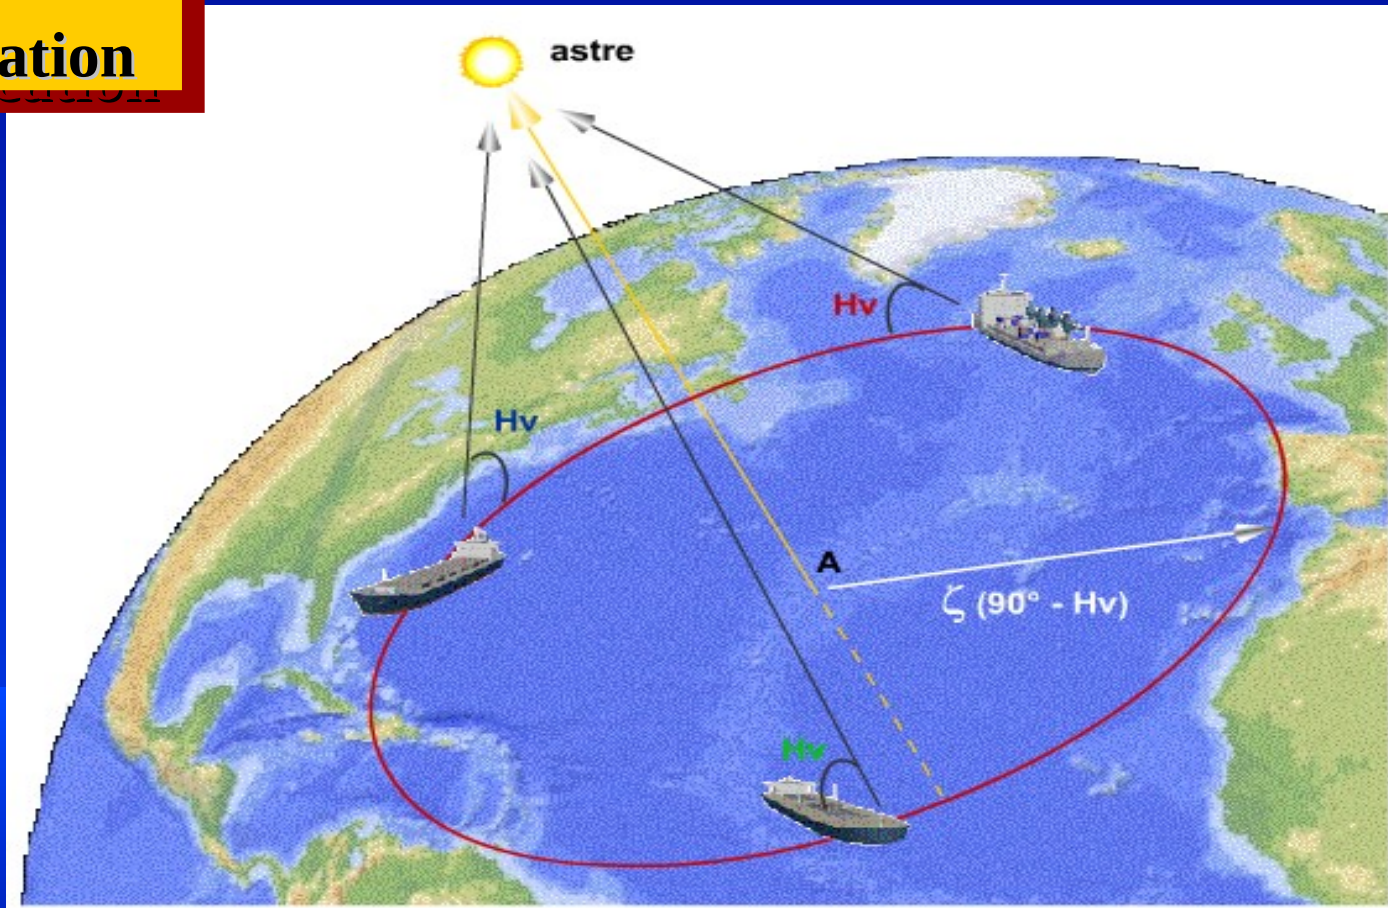 ation
astre
Hv
Hv
A
ζ (90° - Hv)
Hv